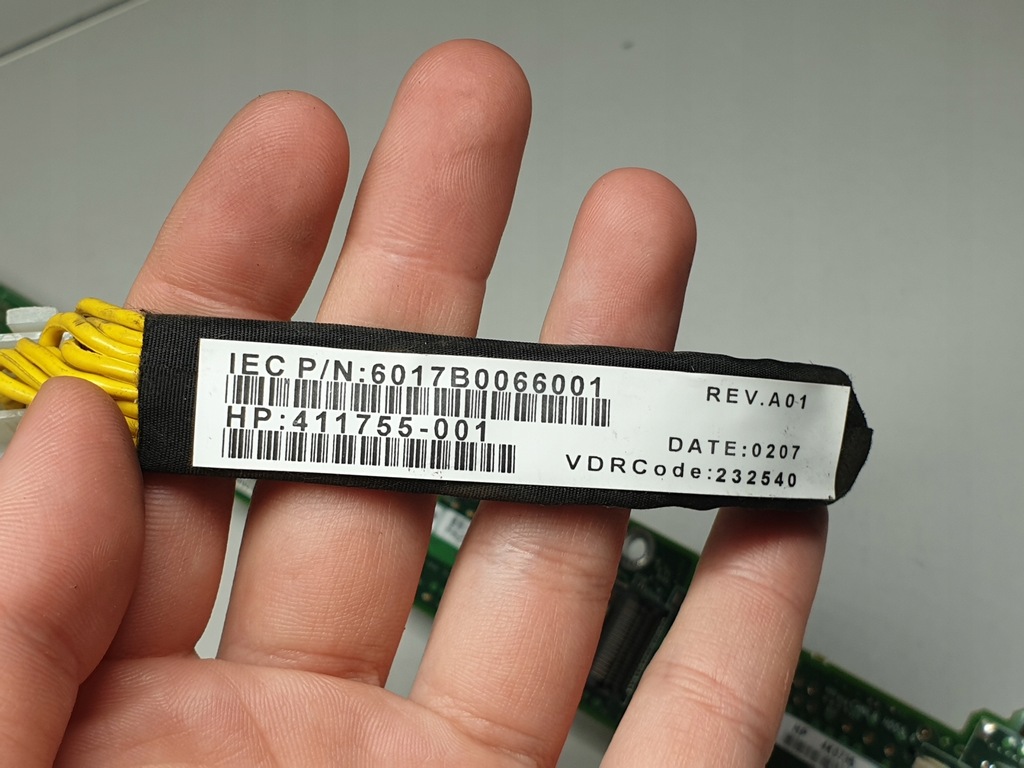 IEC P/N:6017B0066001
HP:411755-001
REV.A01
DATE:0207
VDRCode:232540